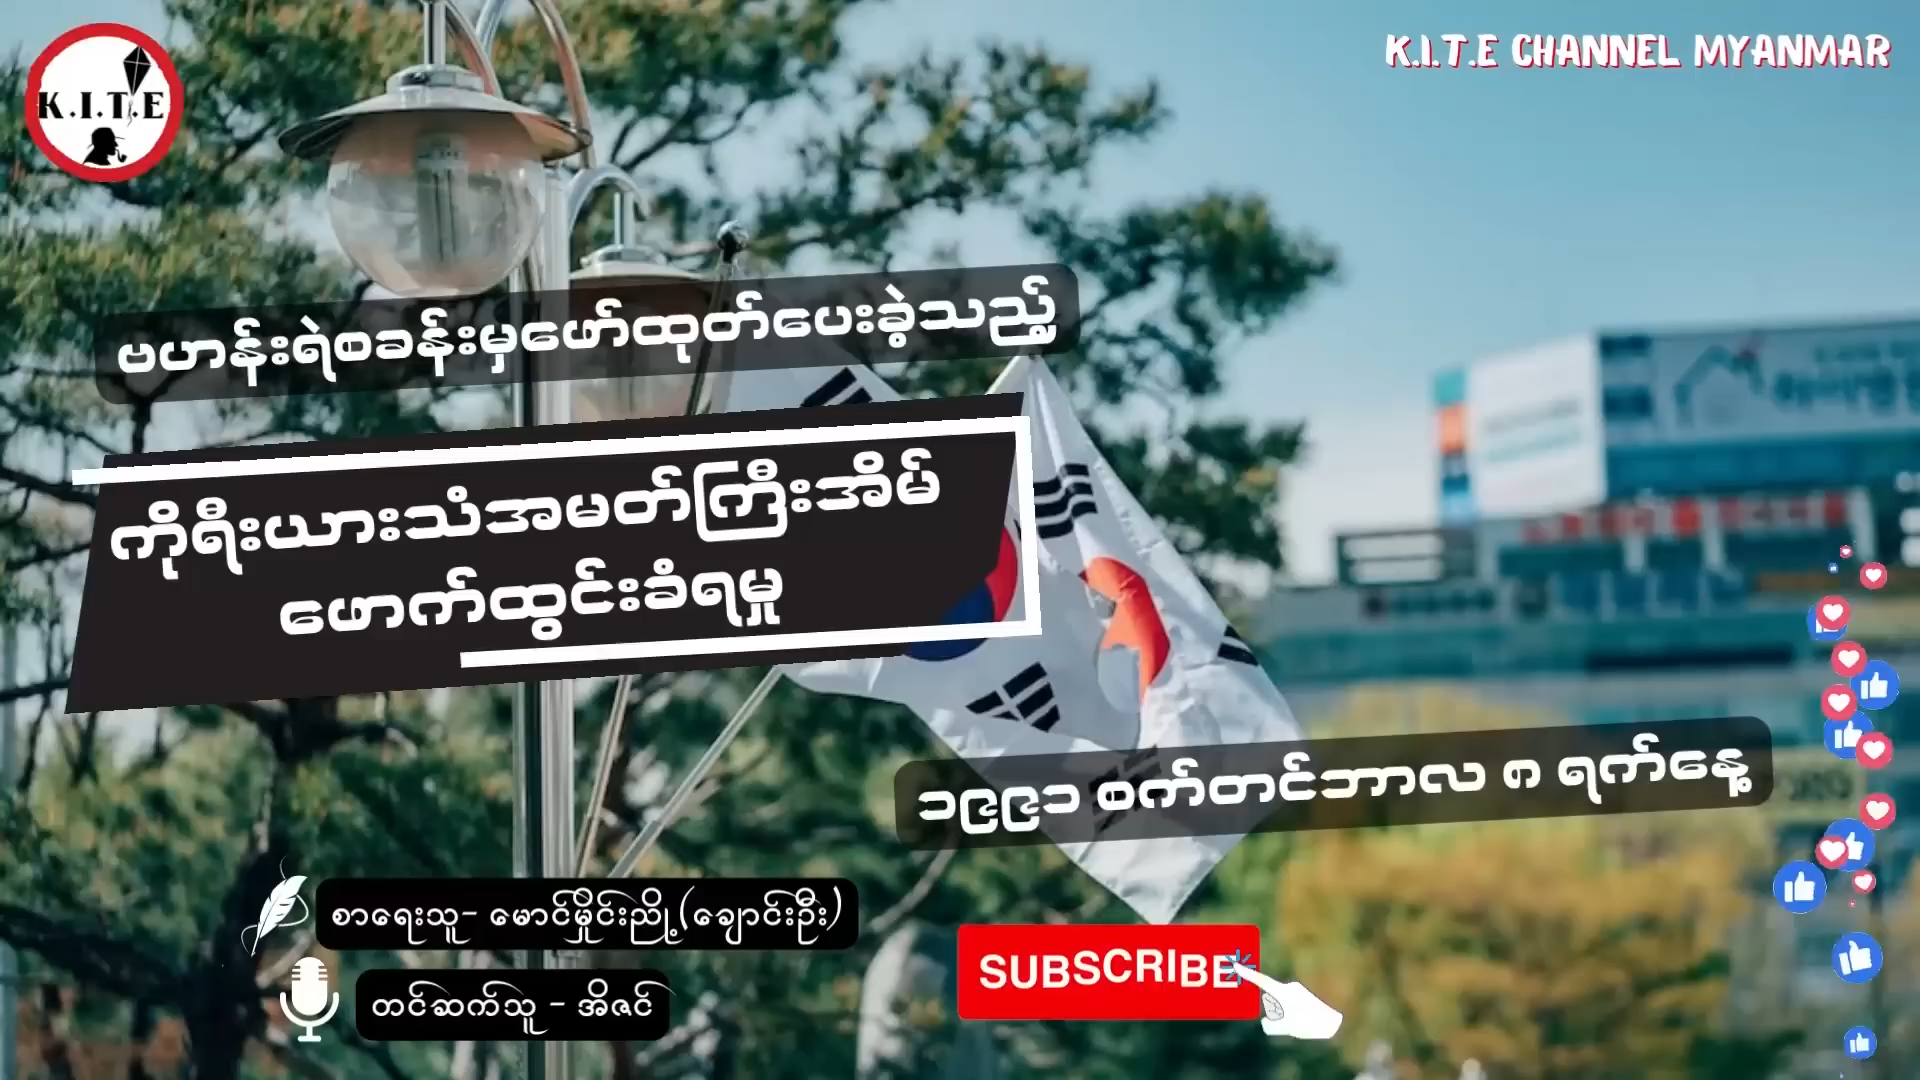 K.I.T.E
K.I.T.E CHANNEL MYANMAR
ဗဟန်းရဲစခန်းမှဖော်ထုတ်ပေးခဲ့သည့်
ကိုရီးယားသံအမတ်ကြီးအိမ်
ဖောက်ထွင်းခံရမှု
၁၉၉၁ စက်တင်ဘာလ ၈ ရက်နေ့
စာရေးသူ- မောင်မှိုင်းညို့(ချောင်းဦး)
တင်ဆက်သူ - အိဇင်
SUBSCRIBE